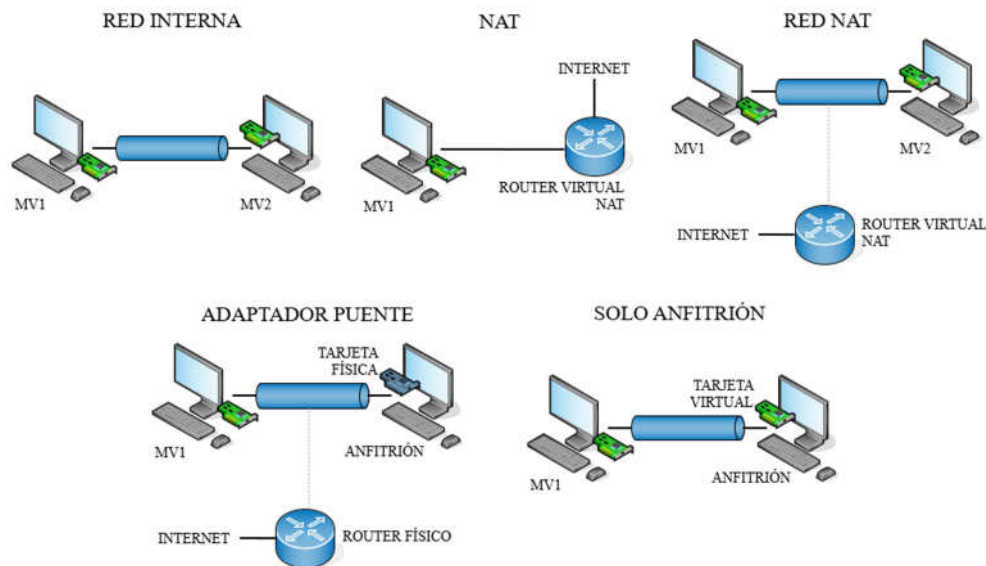 RED INTERNA
MV1
MV2
NAT
INTERNET
MV1
ROUTER VIRTUAL
NAT
RED NAT
MV1
MV2
INTERNET
ROUTER VIRTUAL
NAT
ADAPTADOR PUENTE
TARJETA
FÍSICA
MV1
ANFITRIÓN
INTERNET
ROUTER FÍSICO
SOLO ANFITRIÓN
TARJETA
VIRTUAL
MV1
ANFITRIÓN